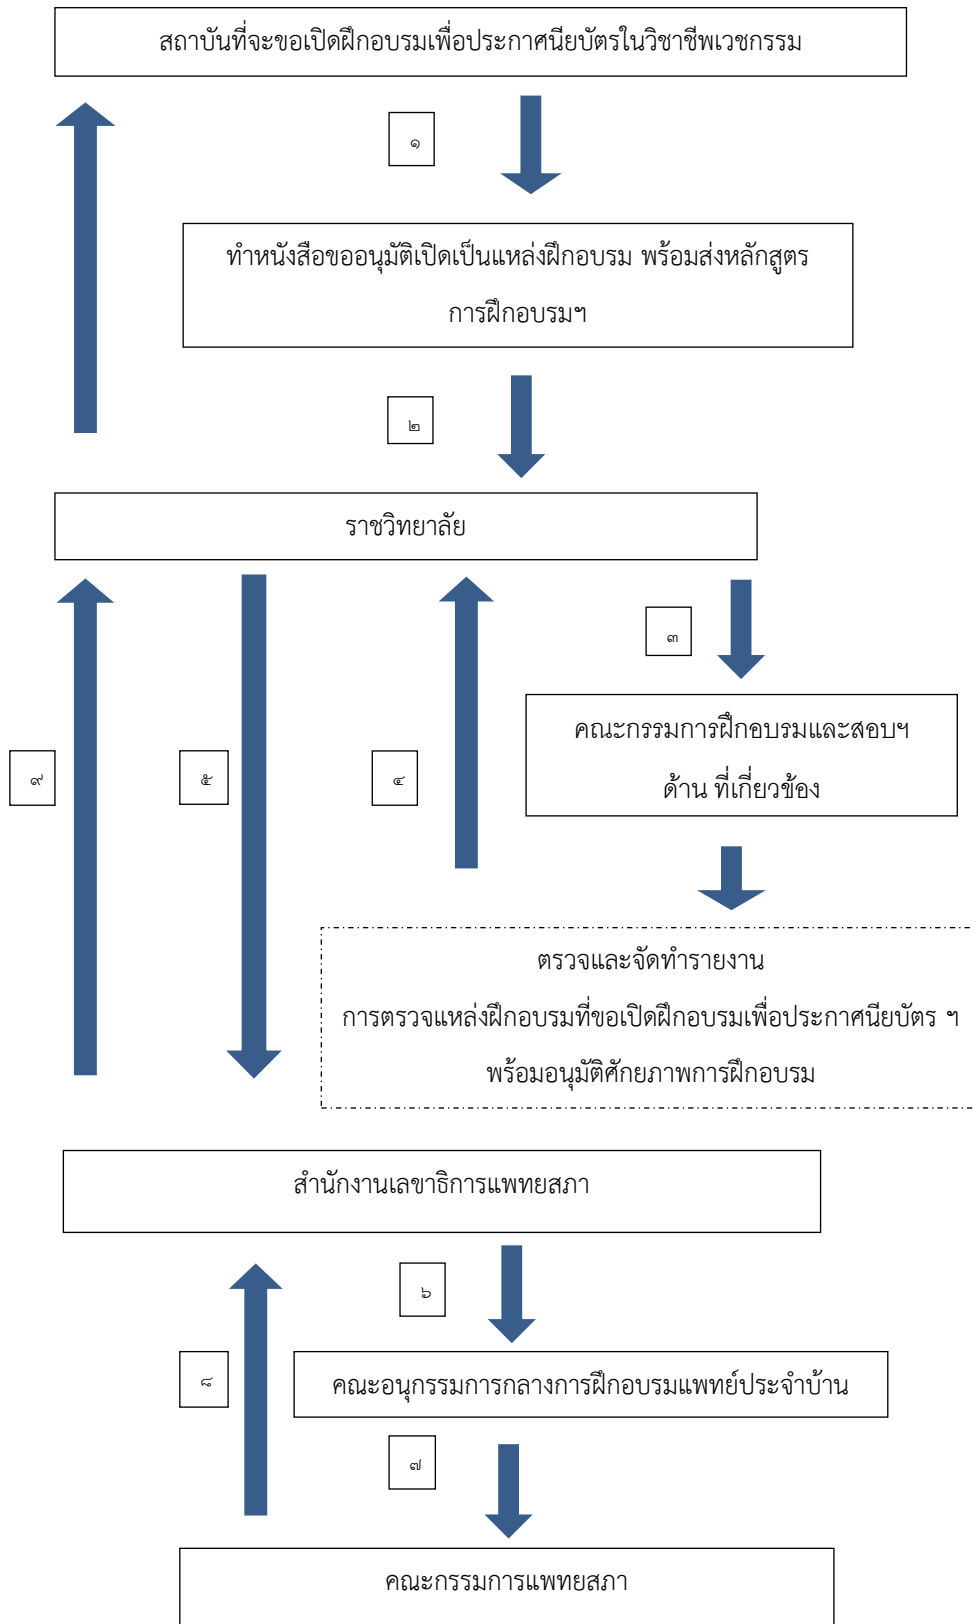 สถาบันที่จะขอเปิดฝึกอบรมเพื่อประกาศนียบัตรในวิชาชีพเวชกรรม
๑
ทำหนังสือขออนุมัติเปิดเป็นแหล่งฝึกอบรม พร้อมส่งหลักสูตร
การฝึกอบรมฯ
๒
ราชวิทยาลัย
๓
คณะกรรมการฝึกอบรมและสอบฯ
ด้าน ที่เกี่ยวข้อง
๙
๕
๔
ตรวจและจัดทำรายงาน
การตรวจแหล่งฝึกอบรมที่ขอเปิดฝึกอบรมเพื่อประกาศนียบัตร ฯ
พร้อมอนุมัติศักยภาพการฝึกอบรม
สำนักงานเลขาธิการแพทยสภา
๖
๘
คณะอนุกรรมการกลางการฝึกอบรมแพทย์ประจำบ้าน
๗
คณะกรรมการแพทยสภา